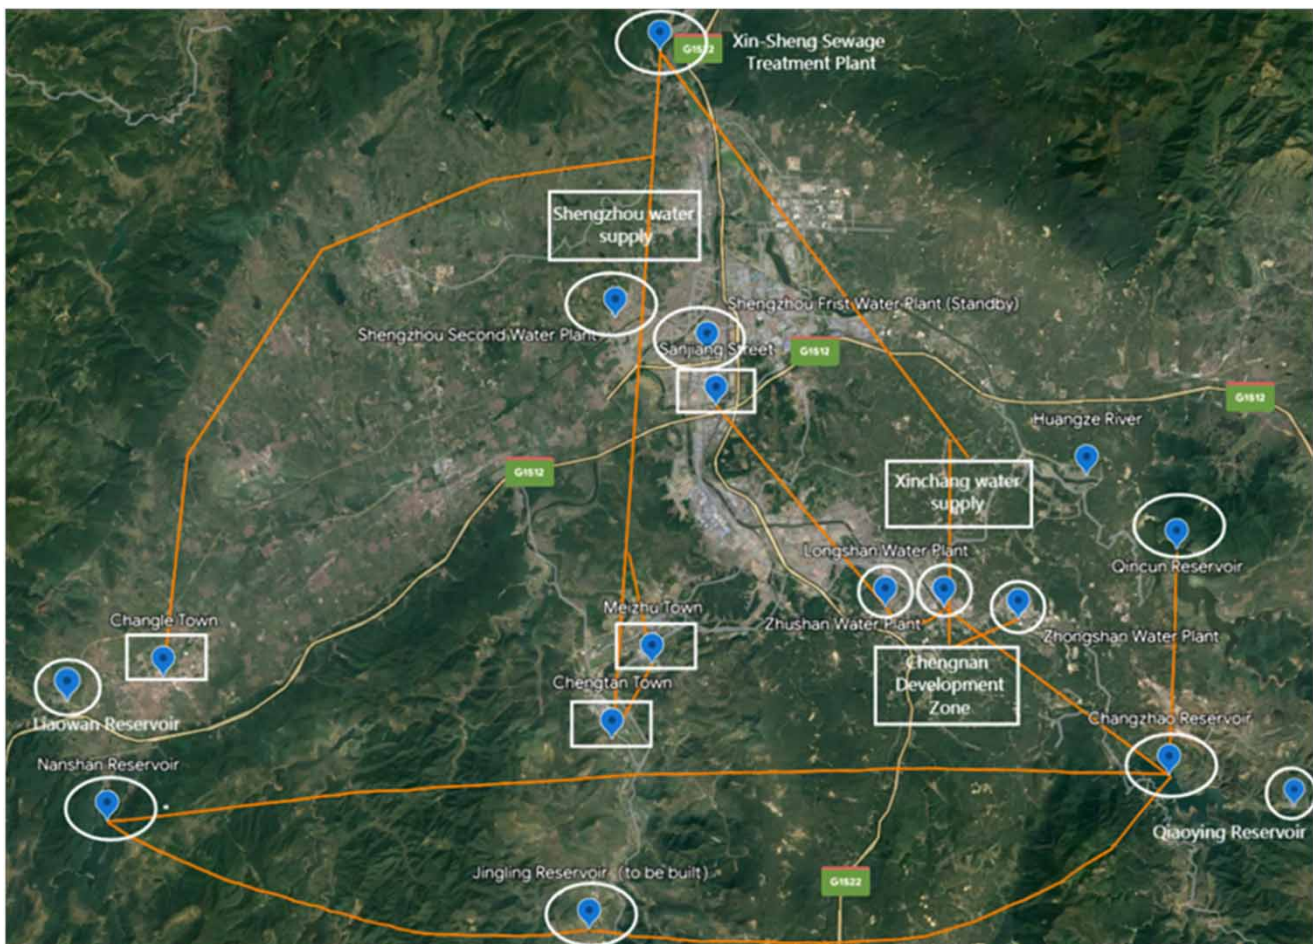 G1522
Xin-Sheng Sewage
Treatment Plant
Shengzhou water
supply
Shengzhou Frist Water Plant (Standby)
Shengzhou Second Water Plant
Sanjiang Street
G1512
G1512
Huangze River
G1512
Xinchang water
supply
Longshan Water Plant
Qincun Reservoir
Changle Town
Meizhu Town
Zhushan Water Plant
Zhongshan Water Plant
Chengtan Town
Chengnan
Development
Zone
Liaowan Reservoir
Changzhao Reservoir
Nanshan Reservoir
Qiaoying Reservoir
Jingling Reservoir (to be built)
G1522